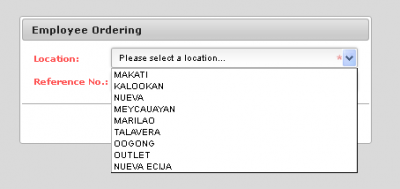 Employee Ordering
Location: Please select a location... *
MAKATI
Reference No.: KALOOKAN
NUEVA
MEYCAUAYAN
MARILAO
TALAVERA
OOGONG
OUTLET
NUEVA ECIJA